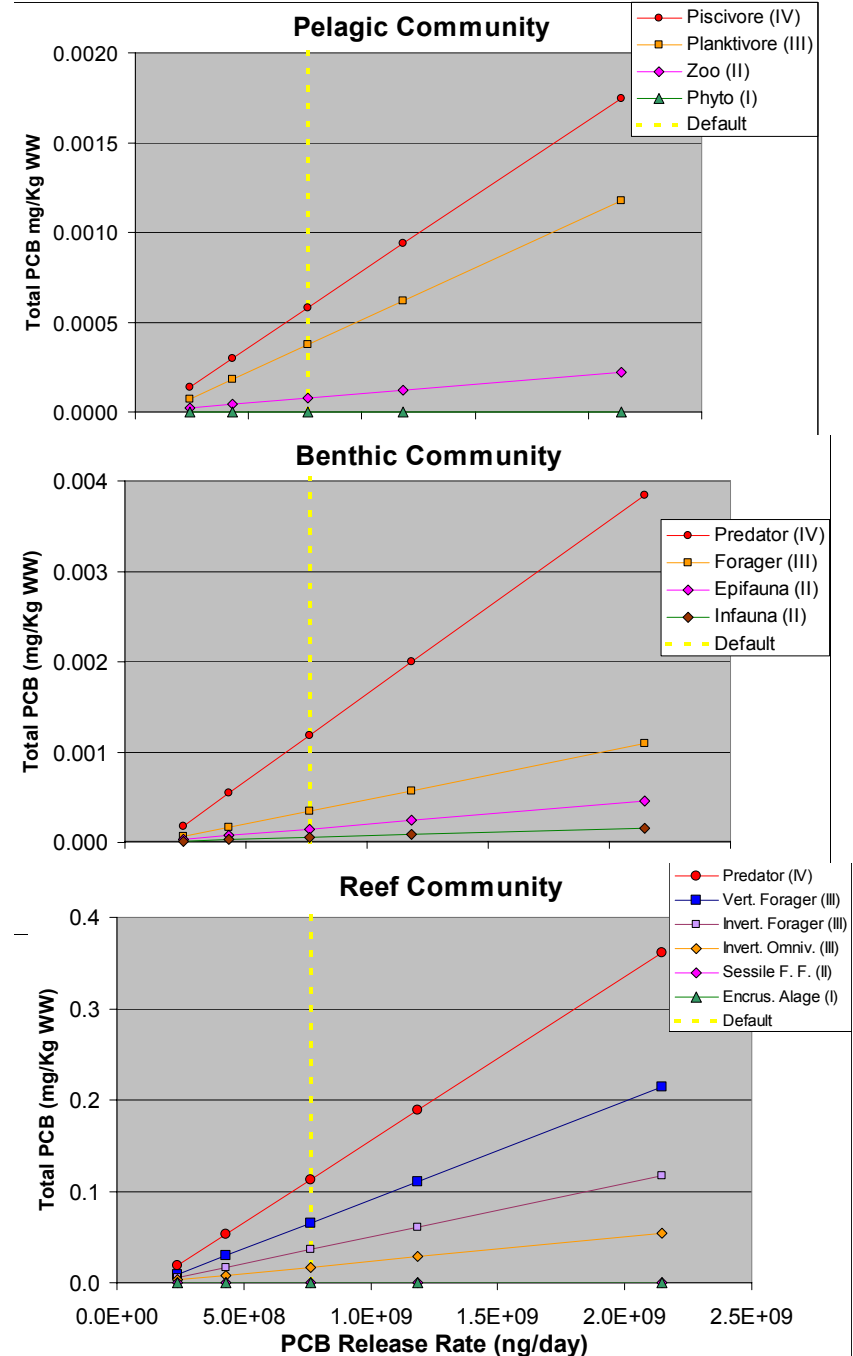 Pelagic Community
Piscivore (IV)
Planktivore (III)
Zoo (II)
Phyto (I)
Default
Total PCB mg/Kg WW
0.0020
0.0015
0.0010
0.0005
0.0000
Benthic Community
Predator (IV)
Forager (III)
Epifauna (II)
Infauna (II)
Default
Total PCB (mg/Kg WW)
0.004
0.003
0.002
0.001
0.000
Reef Community
Predator (IV)
Vert. Forager (III)
Invert. Forager (III)
Invert. Omniv. (III)
Sessile F. F. (II)
Encrus. Alage (I)
Default
Total PCB (mg/Kg WW)
0.4
0.3
0.2
0.1
0.0
0.0E+00 5.0E+08 1.0E+09 1.5E+09 2.0E+09 2.5E+09
PCB Release Rate (ng/day)